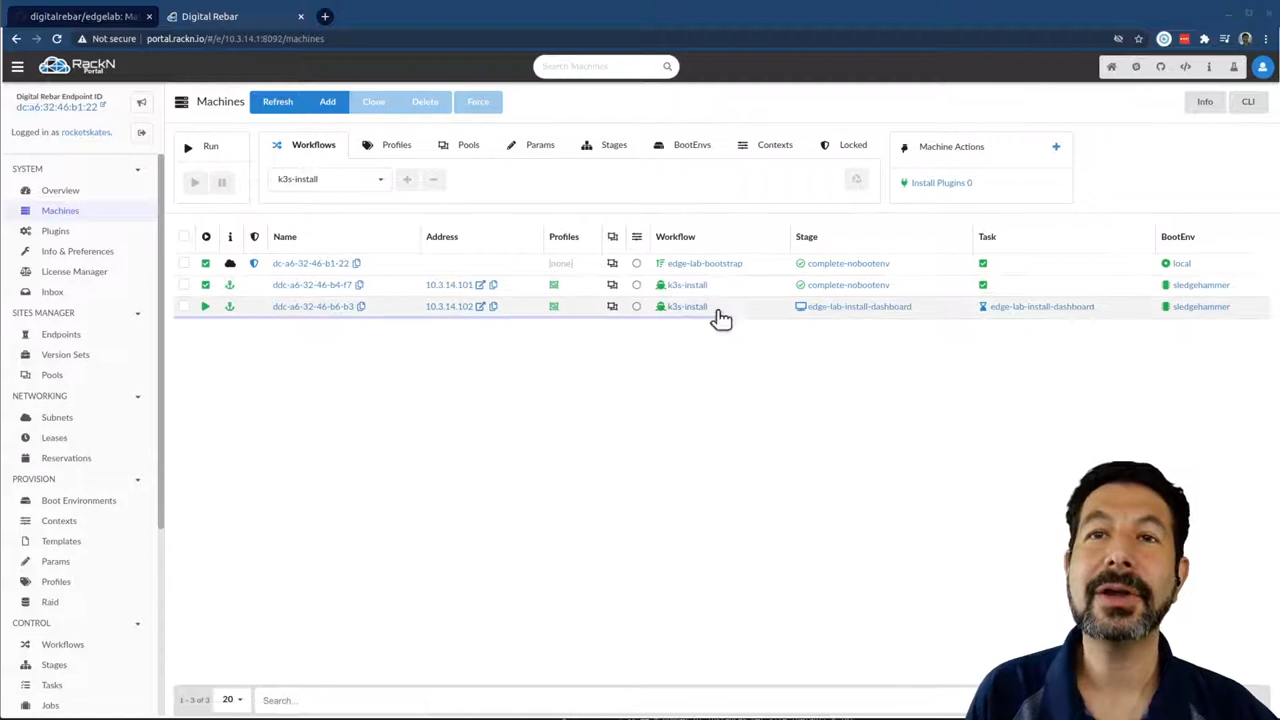 digitalrebar/edgelab: Ma
Digital Rebar
Not secure
portal.rackn.io/#/e/10.3.14.1:8092/machines
RackN
Portal
Search Machines
Digital Rebar Endpoint ID
dc:a6:32:46:b1:22
Logged in as rocketskates.
Machines
Refresh
Add
Clone
Delete
Force
Info
CLI
Run
Workflows
Profiles
Pools
Params
Stages
BootEnvs
Contexts
Locked
Machine Actions
k3s-install
Install Plugins 0
SYSTEM
Overview
Machines
Plugins
Info & Preferences
License Manager
Inbox
SITES MANAGER
Endpoints
Version Sets
Pools
NETWORKING
Subnets
Leases
Reservations
PROVISION
Boot Environments
Contexts
Templates
Params
Profiles
Raid
CONTROL
Workflows
Stages
Tasks
Jobs
Name Address Profiles Workflow Stage Task BootEnv
dc-a6-32-46-b1-22 [none] edge-lab-bootstrap complete-nobootenv local
ddc-a6-32-46-b4-f7 10.3.14.101 k3s-install complete-nobootenv sledgehammer
ddc-a6-32-46-b6-b3 10.3.14.102 k3s-install edge-lab-install-dashboard edge-lab-install-dashboard sledgehammer
1 - 3 of 3
20
Search...